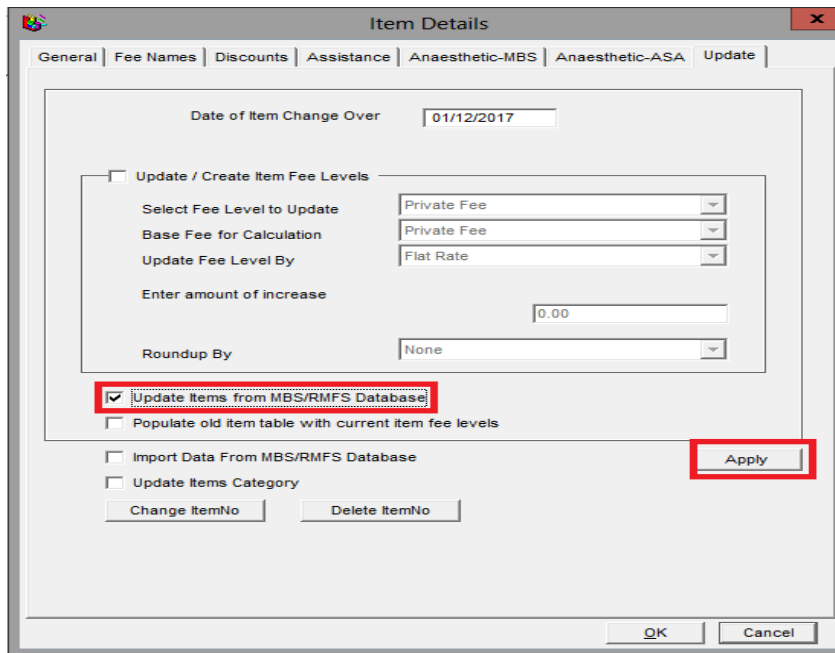 Item Details
x
General Fee Names Discounts Assistance Anaesthetic-MBS Anaesthetic-ASA Update
Date of Item Change Over 01/12/2017
Update / Create Item Fee Levels
Select Fee Level to Update Private Fee
Base Fee for Calculation Private Fee
Update Fee Level By Flat Rate
Enter amount of increase
0.00
Roundup By None
Update Items from MBS/RMFS Database
Populate old item table with current item fee levels
Import Data From MBS/RMFS Database Apply
Update Items Category
Change ItemNo Delete ItemNo
OK Cancel